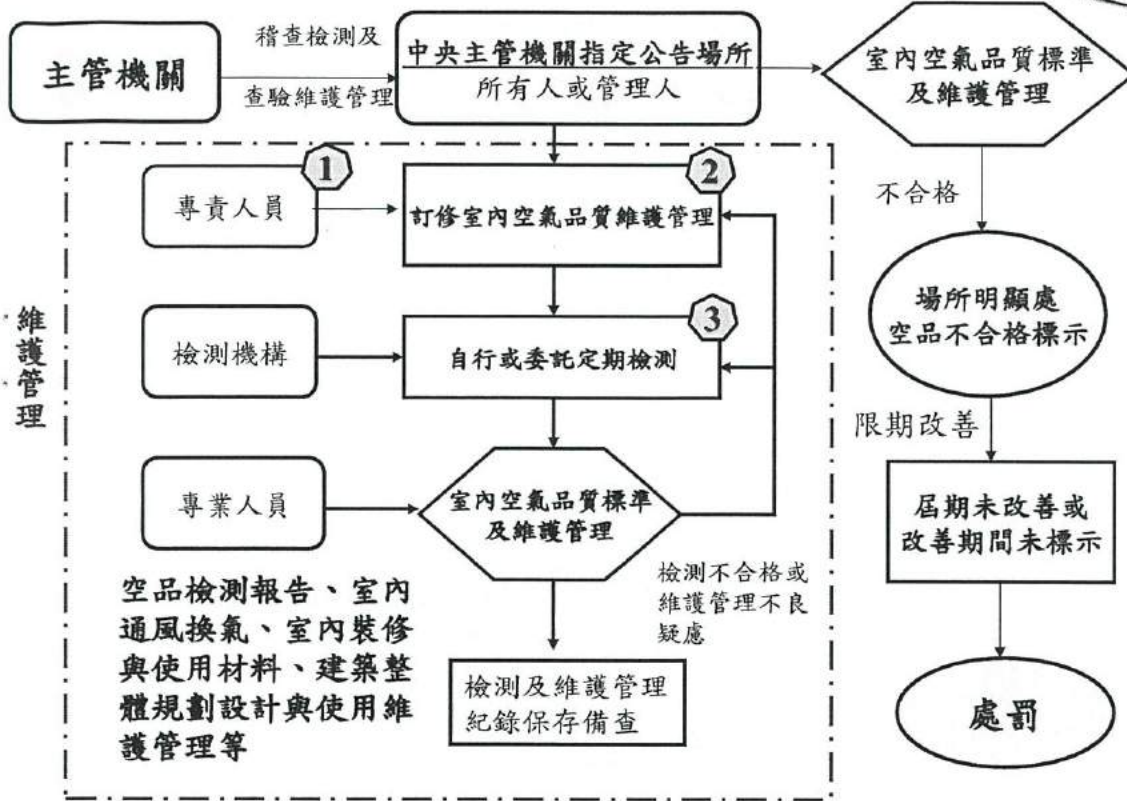 主管機關
稽查檢測及
查驗維護管理
中央主管機關指定公告場所
所有人或管理人
室內空氣品質標準
及維護管理
1
專責人員
2
訂修室內空氣品質維護管理
不合格
場所明顯處
空品不合格標示
維護管理
檢測機構
3
自行或委託定期檢測
限期改善
專業人員
室內空氣品質標準
及維護管理
屆期未改善或
改善期間未標示
檢測不合格或
維護管理不良
疑慮
空品檢測報告、室內
通風換氣、室內裝修
與使用材料、建築整
體規劃設計與使用維
護管理等
檢測及維護管理
紀錄保存備查
處罰